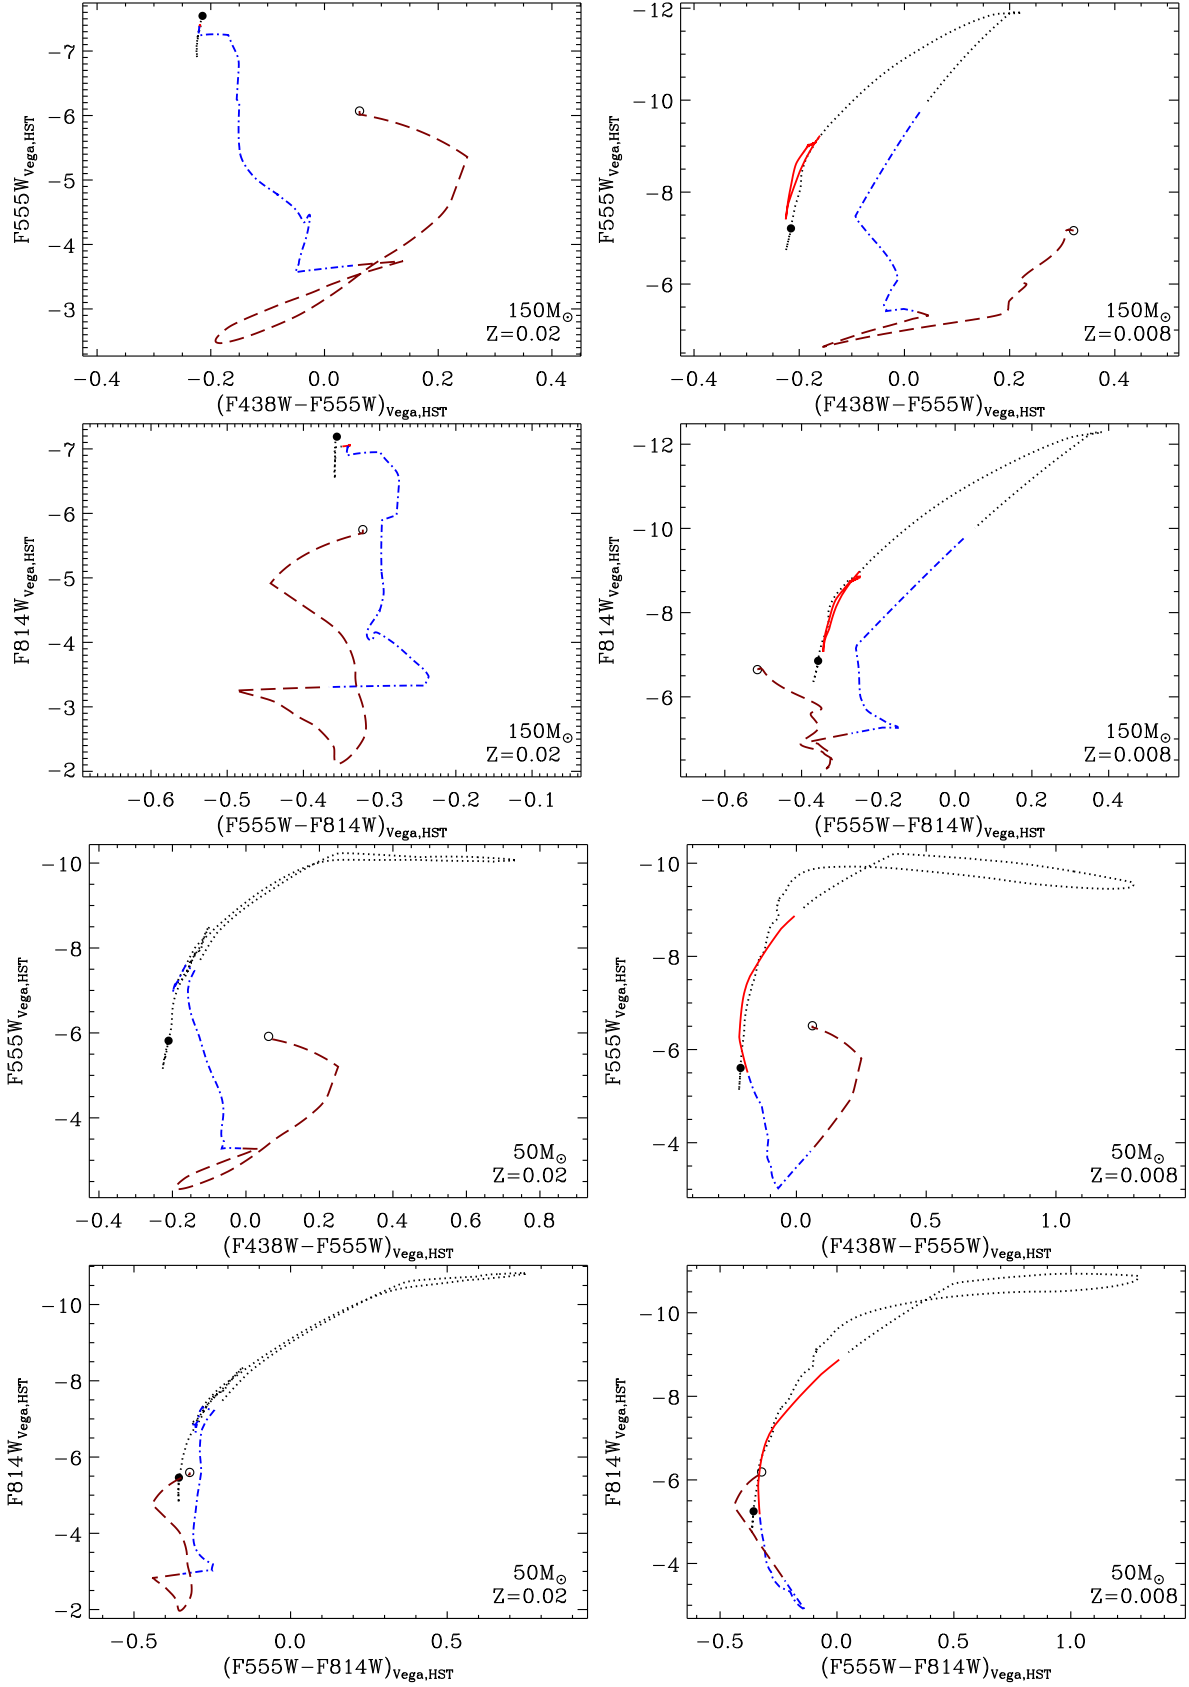 −7
−6
−5
−4
−3
F555W_Vega,HST
150M⊙
Z=0.02
−0.4 −0.2 0.0 0.2 0.4
(F438W−F555W)_Vega,HST
−12
−10
−8
−6
F555W_Vega,HST
150M⊙
Z=0.008
−0.4 −0.2 0.0 0.2 0.4
(F438W−F555W)_Vega,HST
−7
−6
−5
−4
−3
−2
F814W_Vega,HST
150M⊙
Z=0.02
−0.6 −0.5 −0.4 −0.3 −0.2 −0.1
(F555W−F814W)_Vega,HST
−12
−10
−8
−6
F814W_Vega,HST
150M⊙
Z=0.008
−0.6 −0.4 −0.2 0.0 0.2 0.4
(F555W−F814W)_Vega,HST
−10
−8
−6
−4
F555W_Vega,HST
50M⊙
Z=0.02
−0.4 −0.2 0.0 0.2 0.4 0.6 0.8
(F438W−F555W)_Vega,HST
−10
−8
−6
−4
F555W_Vega,HST
50M⊙
Z=0.008
0.0 0.5 1.0
(F438W−F555W)_Vega,HST
−10
−8
−6
−4
−2
F814W_Vega,HST
50M⊙
Z=0.02
−0.5 0.0 0.5
(F555W−F814W)_Vega,HST
−10
−8
−6
−4
F814W_Vega,HST
50M⊙
Z=0.008
−0.5 0.0 0.5 1.0
(F555W−F814W)_Vega,HST